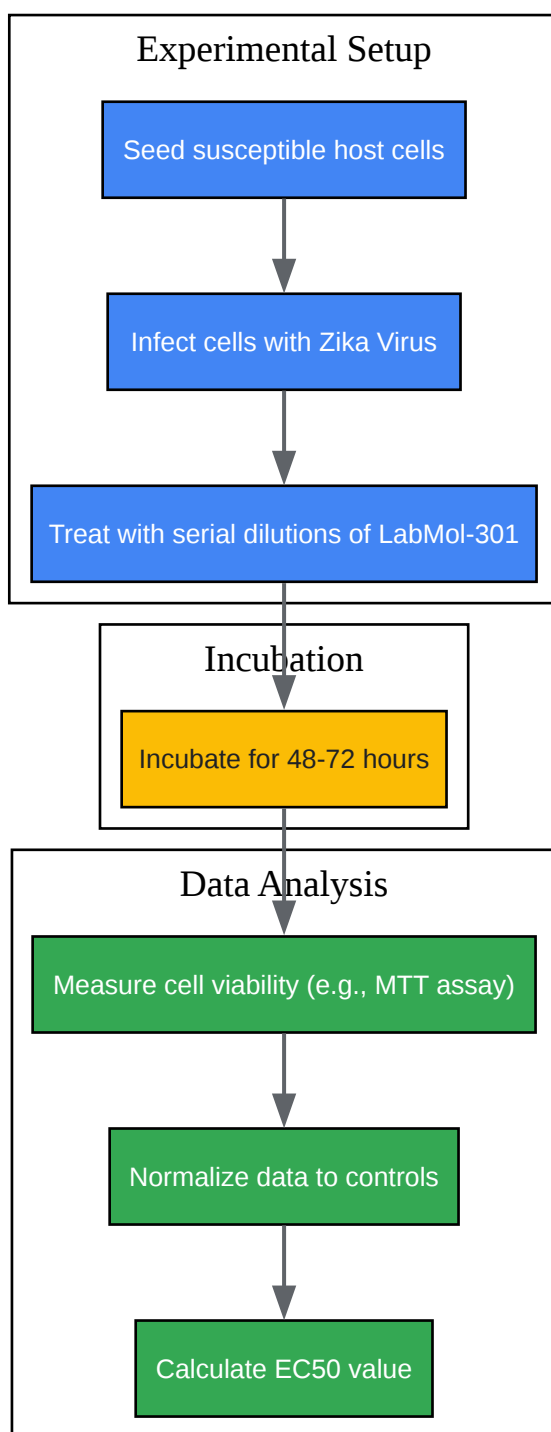 Experimental Setup
Seed susceptible host cells
Infect cells with Zika Virus
Treat with serial dilutions of LabMol-301
Incubation
Incubate for 48-72 hours
Data Analysis
Measure cell viability (e.g., MTT assay)
Normalize data to controls
Calculate EC50 value